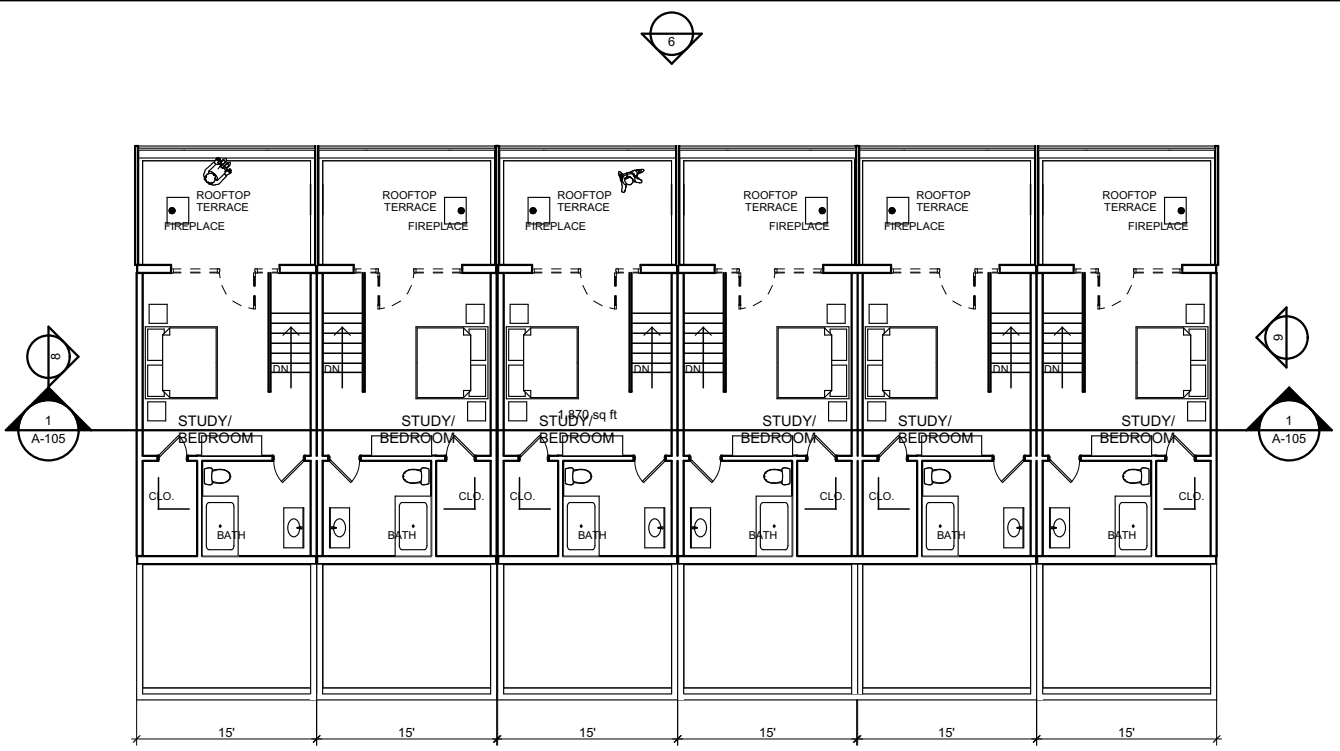 6
ROOFTOP
TERRACE
FIREPLACE
ROOFTOP
TERRACE
FIREPLACE
ROOFTOP
TERRACE
FIREPLACE
ROOFTOP
TERRACE
FIREPLACE
ROOFTOP
TERRACE
FIREPLACE
ROOFTOP
TERRACE
FIREPLACE
8
9
DN
DN
DN
DN
DN
DN
1
A-105
1
A-105
1,870 sq ft
STUDY/
BEDROOM
STUDY/
BEDROOM
STUDY/
BEDROOM
STUDY/
BEDROOM
STUDY/
BEDROOM
STUDY/
BEDROOM
CLO.
CLO.
CLO.
CLO.
CLO.
CLO.
BATH
BATH
BATH
BATH
BATH
BATH
15'
15'
15'
15'
15'
15'